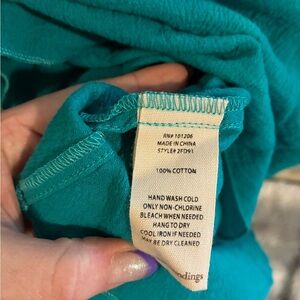 RN# 101206
MADE IN CHINA
STYLE# 2FD93
100% COTTON
HAND WASH COLD
ONLY NON-CHLORINE
BLEACH WHEN NEEDED
HANG TO DRY
COOL IRON IF NEEDED
MAY BE DRY CLEANED